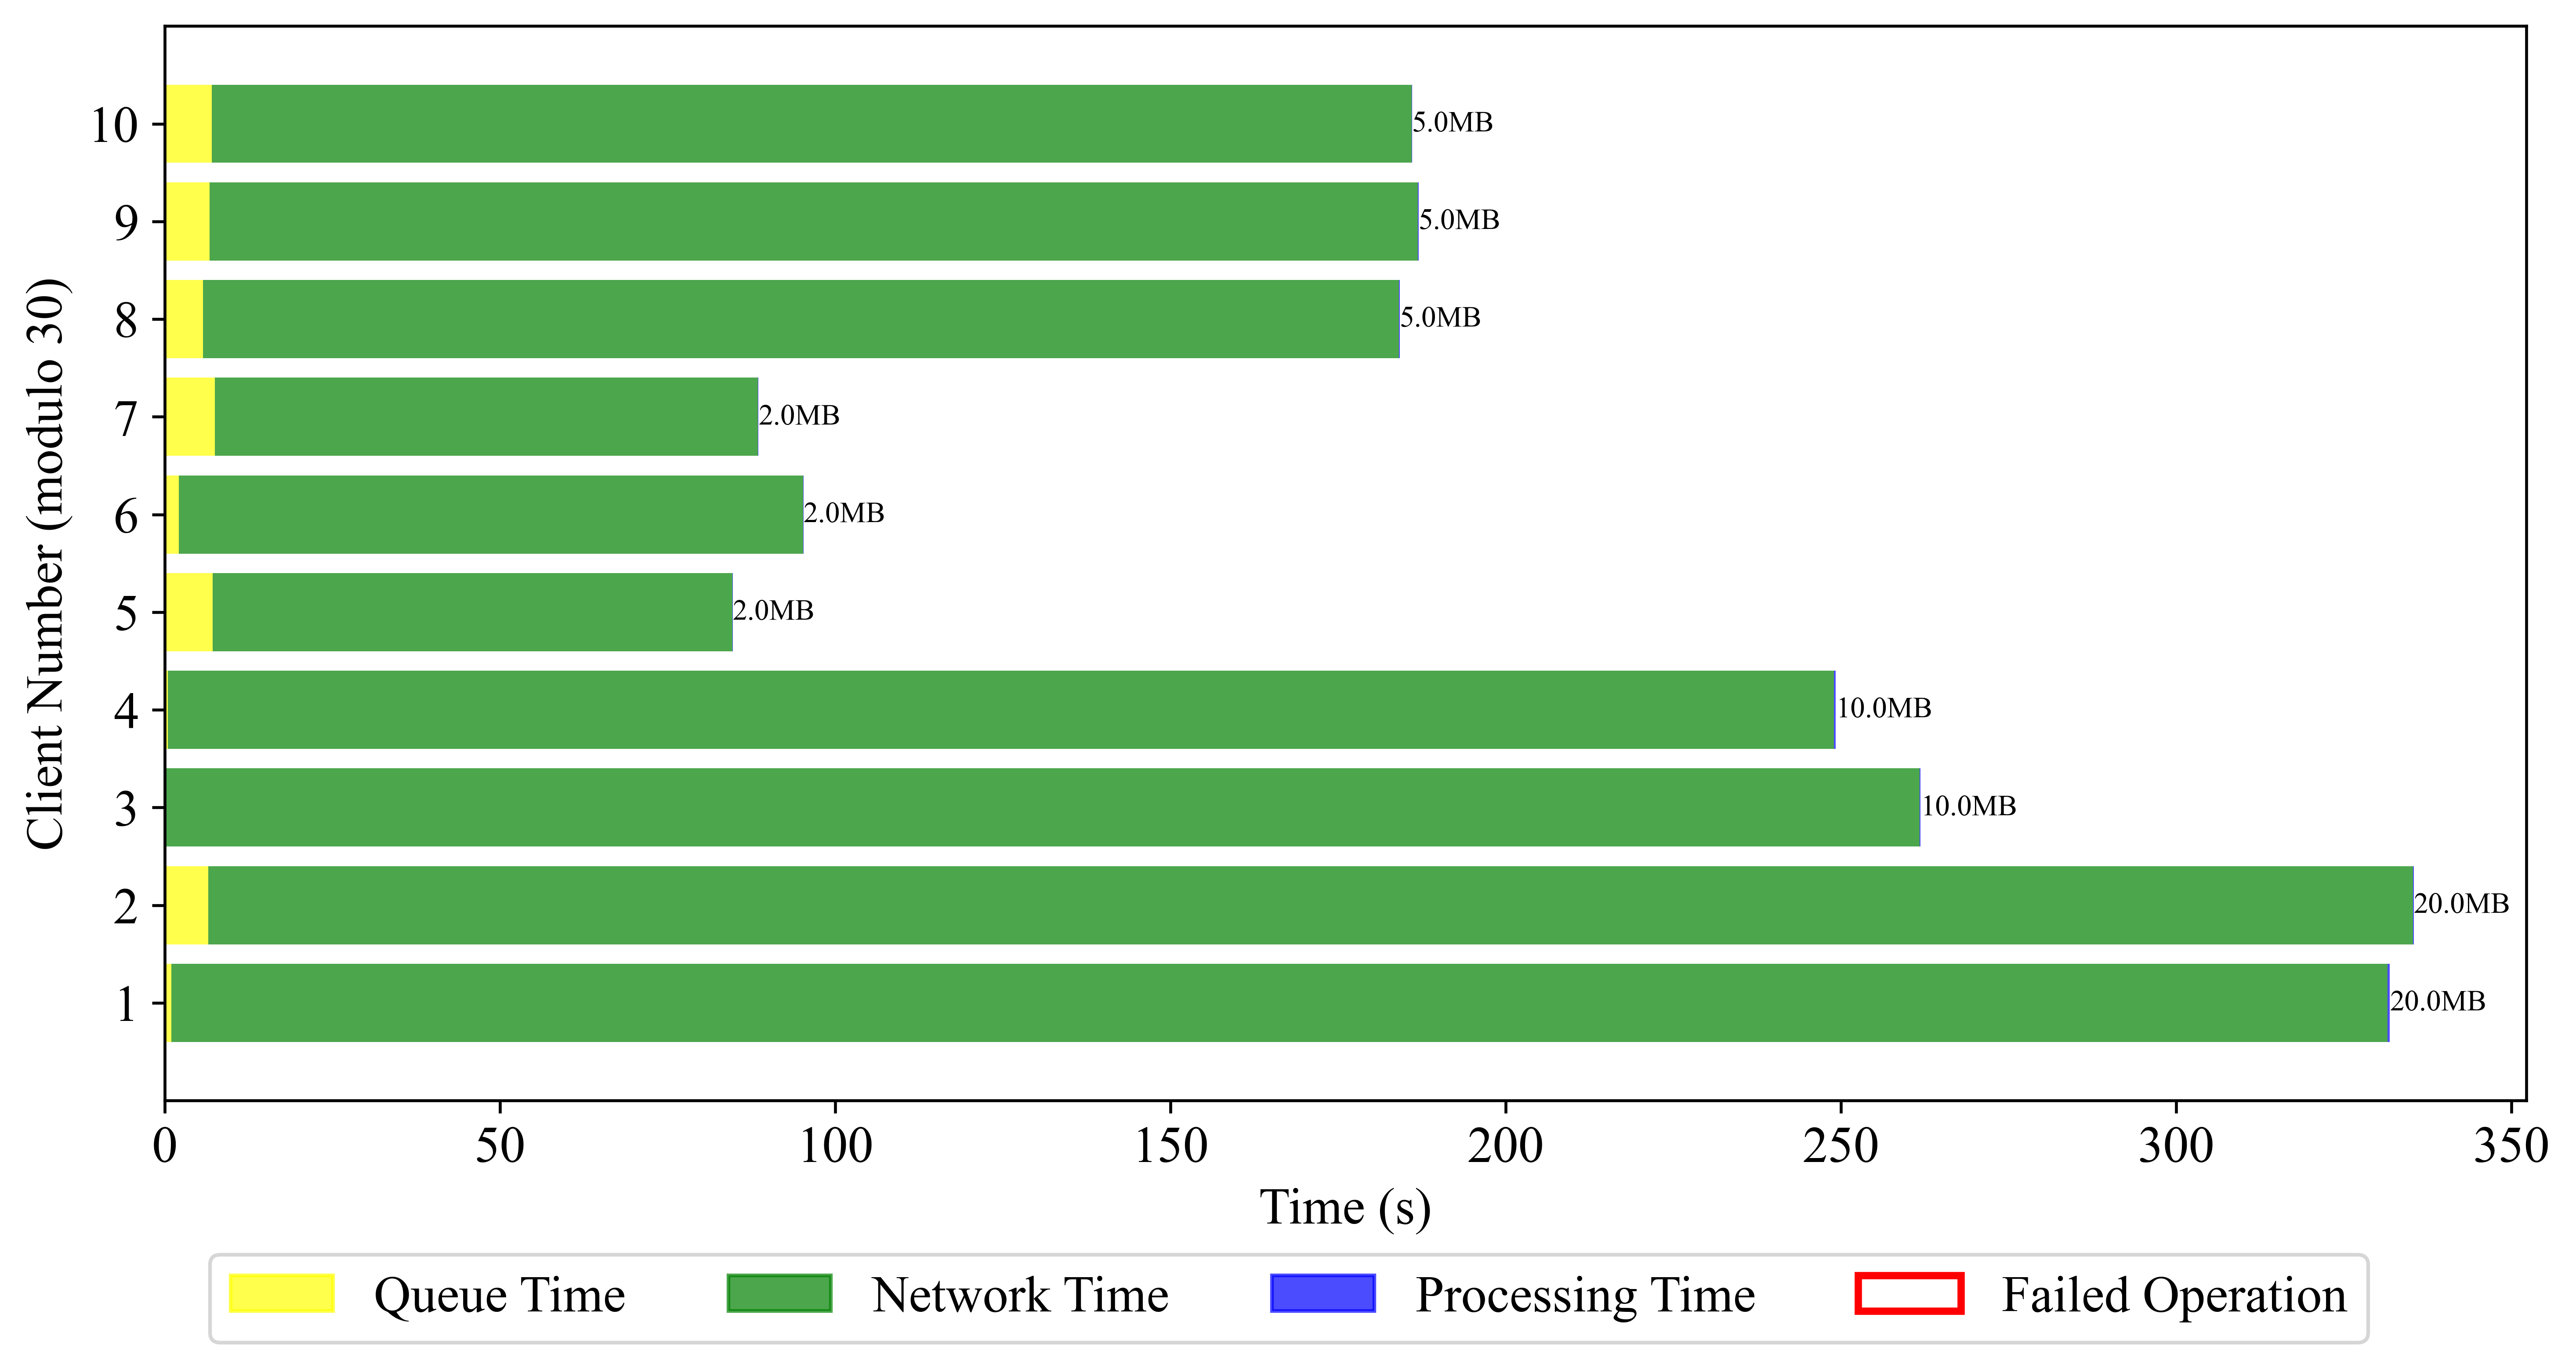 Client Number (modulo 30)
10
9
8
7
6
5
4
3
2
1
5.0MB
5.0MB
5.0MB
2.0MB
2.0MB
2.0MB
10.0MB
10.0MB
20.0MB
20.0MB
0 50 100 150 200 250 300 350
Time (s)
Queue Time Network Time Processing Time Failed Operation